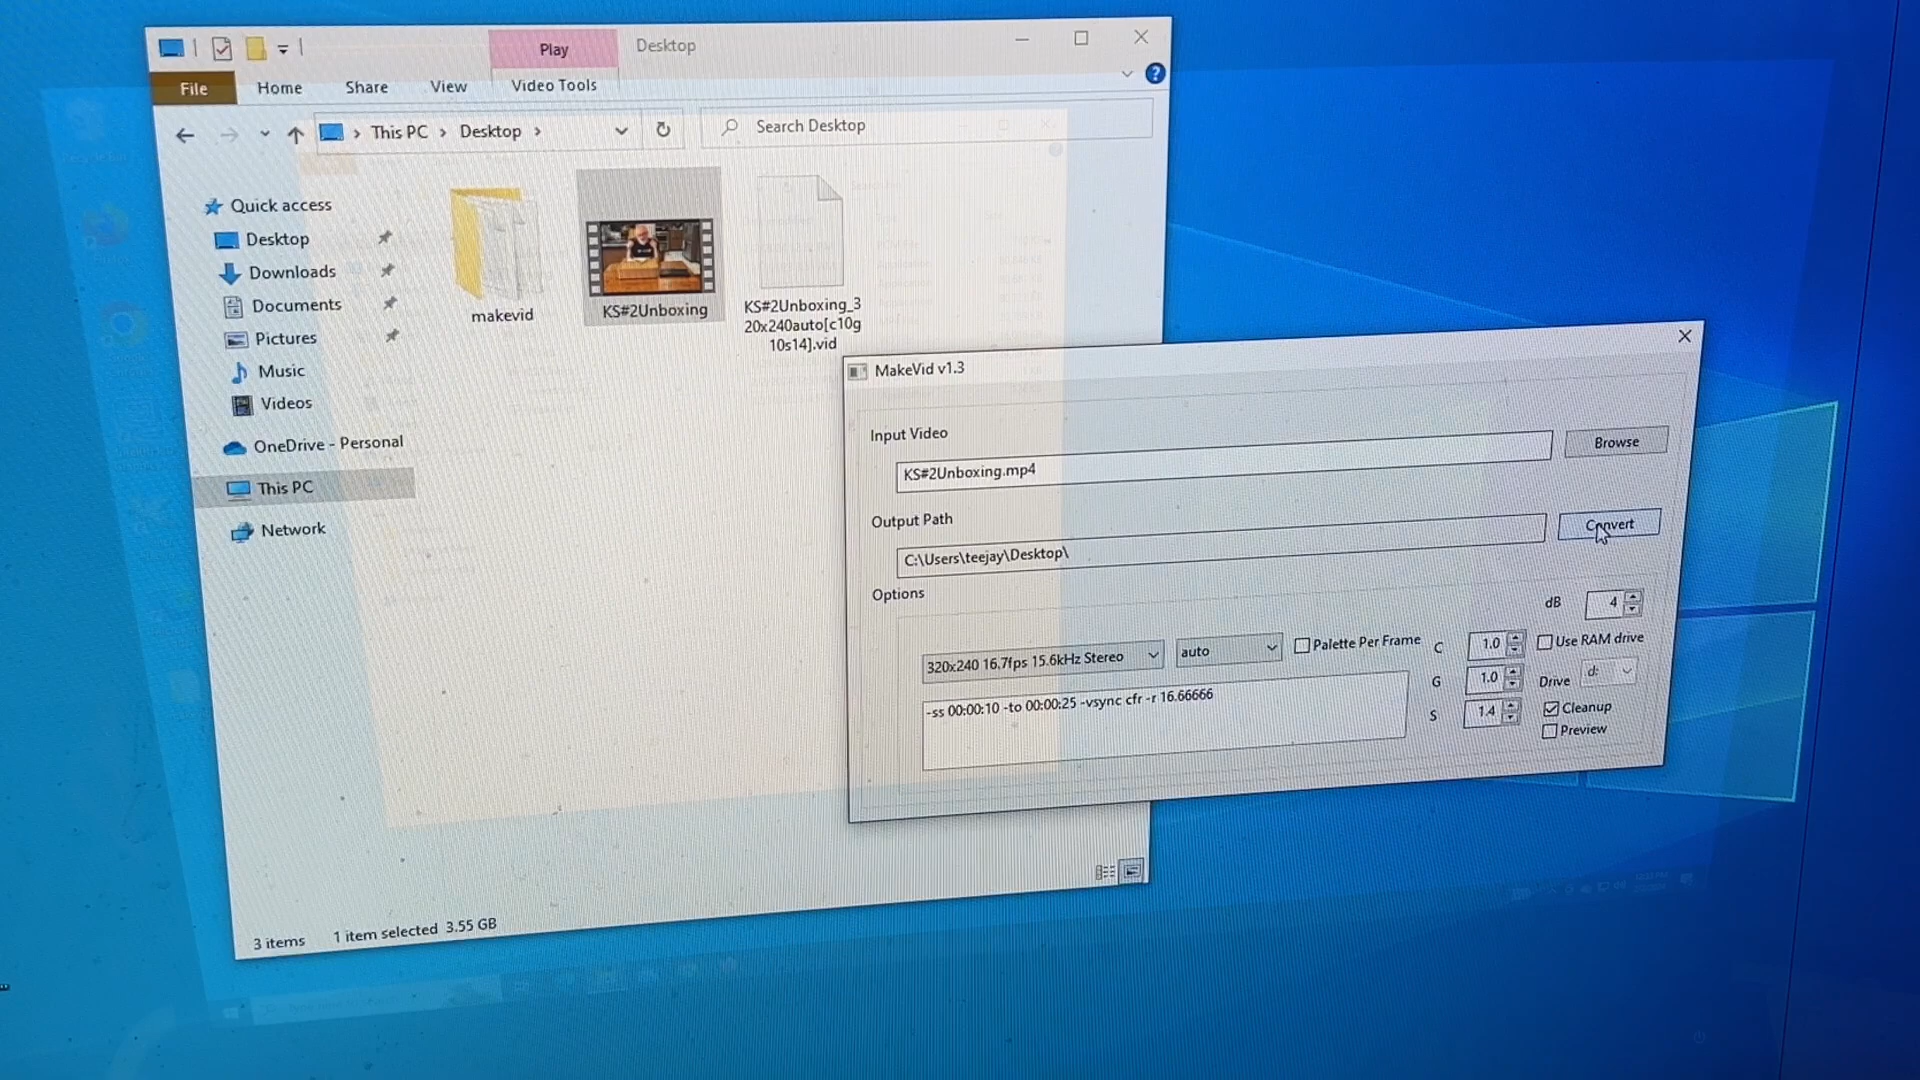 Play
Desktop
File
Home
Share
View
Video Tools
This PC
Desktop
Search Desktop
Quick access
Desktop
Downloads
Documents
Pictures
Music
Videos
OneDrive - Personal
This PC
Network
makevid
KS#2Unboxing
KS#2Unboxing_3
20x240auto[c10g
10s14].vid
3 items
1 item selected 3.55 GB
MakeVid v1.3
Input Video
KS#2Unboxing.mp4
Browse
Output Path
C:\Users\teejay\Desktop\
Convert
Options
dB
4
320x240 16.7fps 15.6kHz Stereo
auto
Palette Per Frame
C
1.0
Use RAM drive
G
1.0
Drive
d:
S
1.4
Cleanup
Preview
-ss 00:00:10 -to 00:00:25 -vsync cfr -r 16.66666